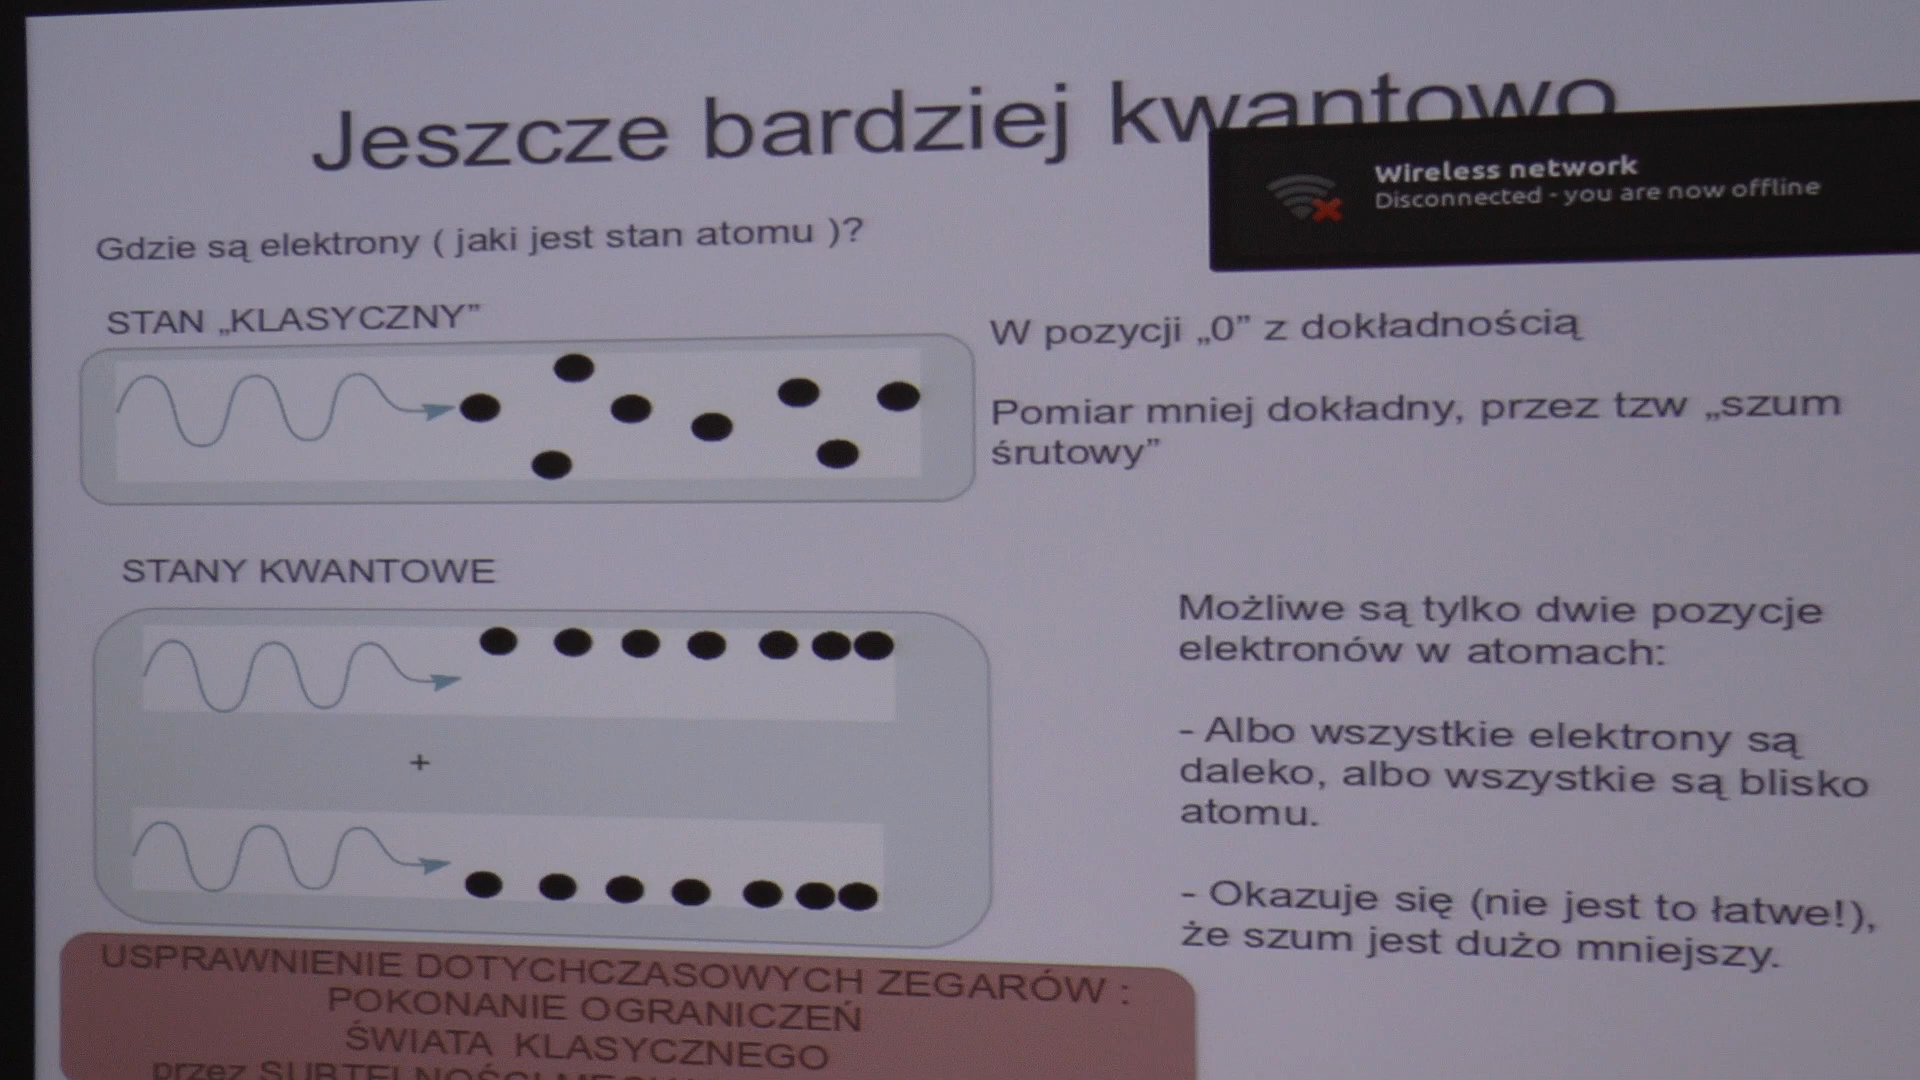 Jeszcze bardziej kwantowo
Wireless network
Disconnected - you are now offline
Gdzie są elektrony ( jaki jest stan atomu )?
STAN „KLASYCZNY”
W pozycji „0” z dokładnością
Pomiar mniej dokładny, przez tzw „szum
śrutowy”
STANY KWANTOWE
+
Możliwe są tylko dwie pozycje
elektronów w atomach:
- Albo wszystkie elektrony są
daleko, albo wszystkie są blisko
atomu.
- Okazuje się (nie jest to łatwe!),
że szum jest dużo mniejszy.
USPRAWNIENIE DOTYCHCZASOWYCH ZEGARÓW :
POKONANIE OGRANICZEŃ
ŚWIATA KLASYCZNEGO
przez SUBTELNOŚCI